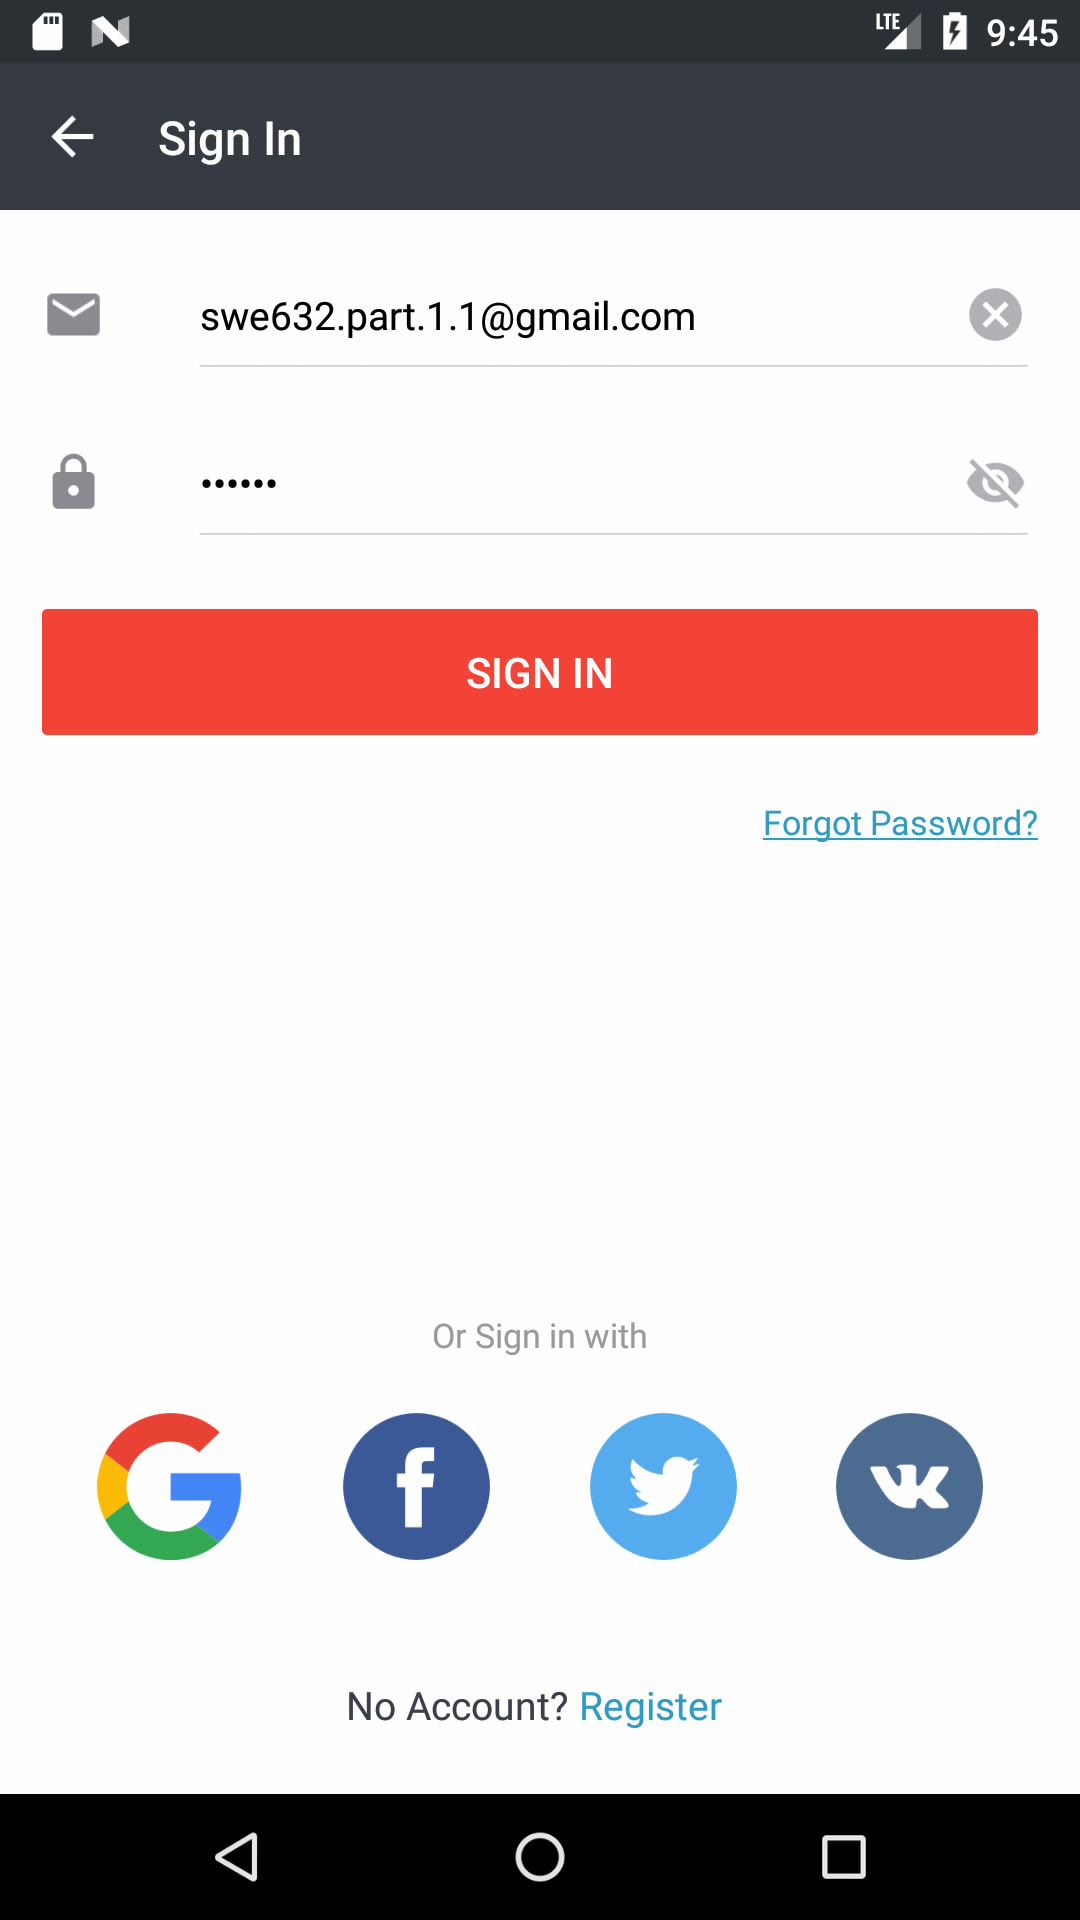 LTE 9:45
Sign In
swe632.part.1.1@gmail.com
••••••
SIGN IN
Forgot Password?
Or Sign in with
No Account? Register